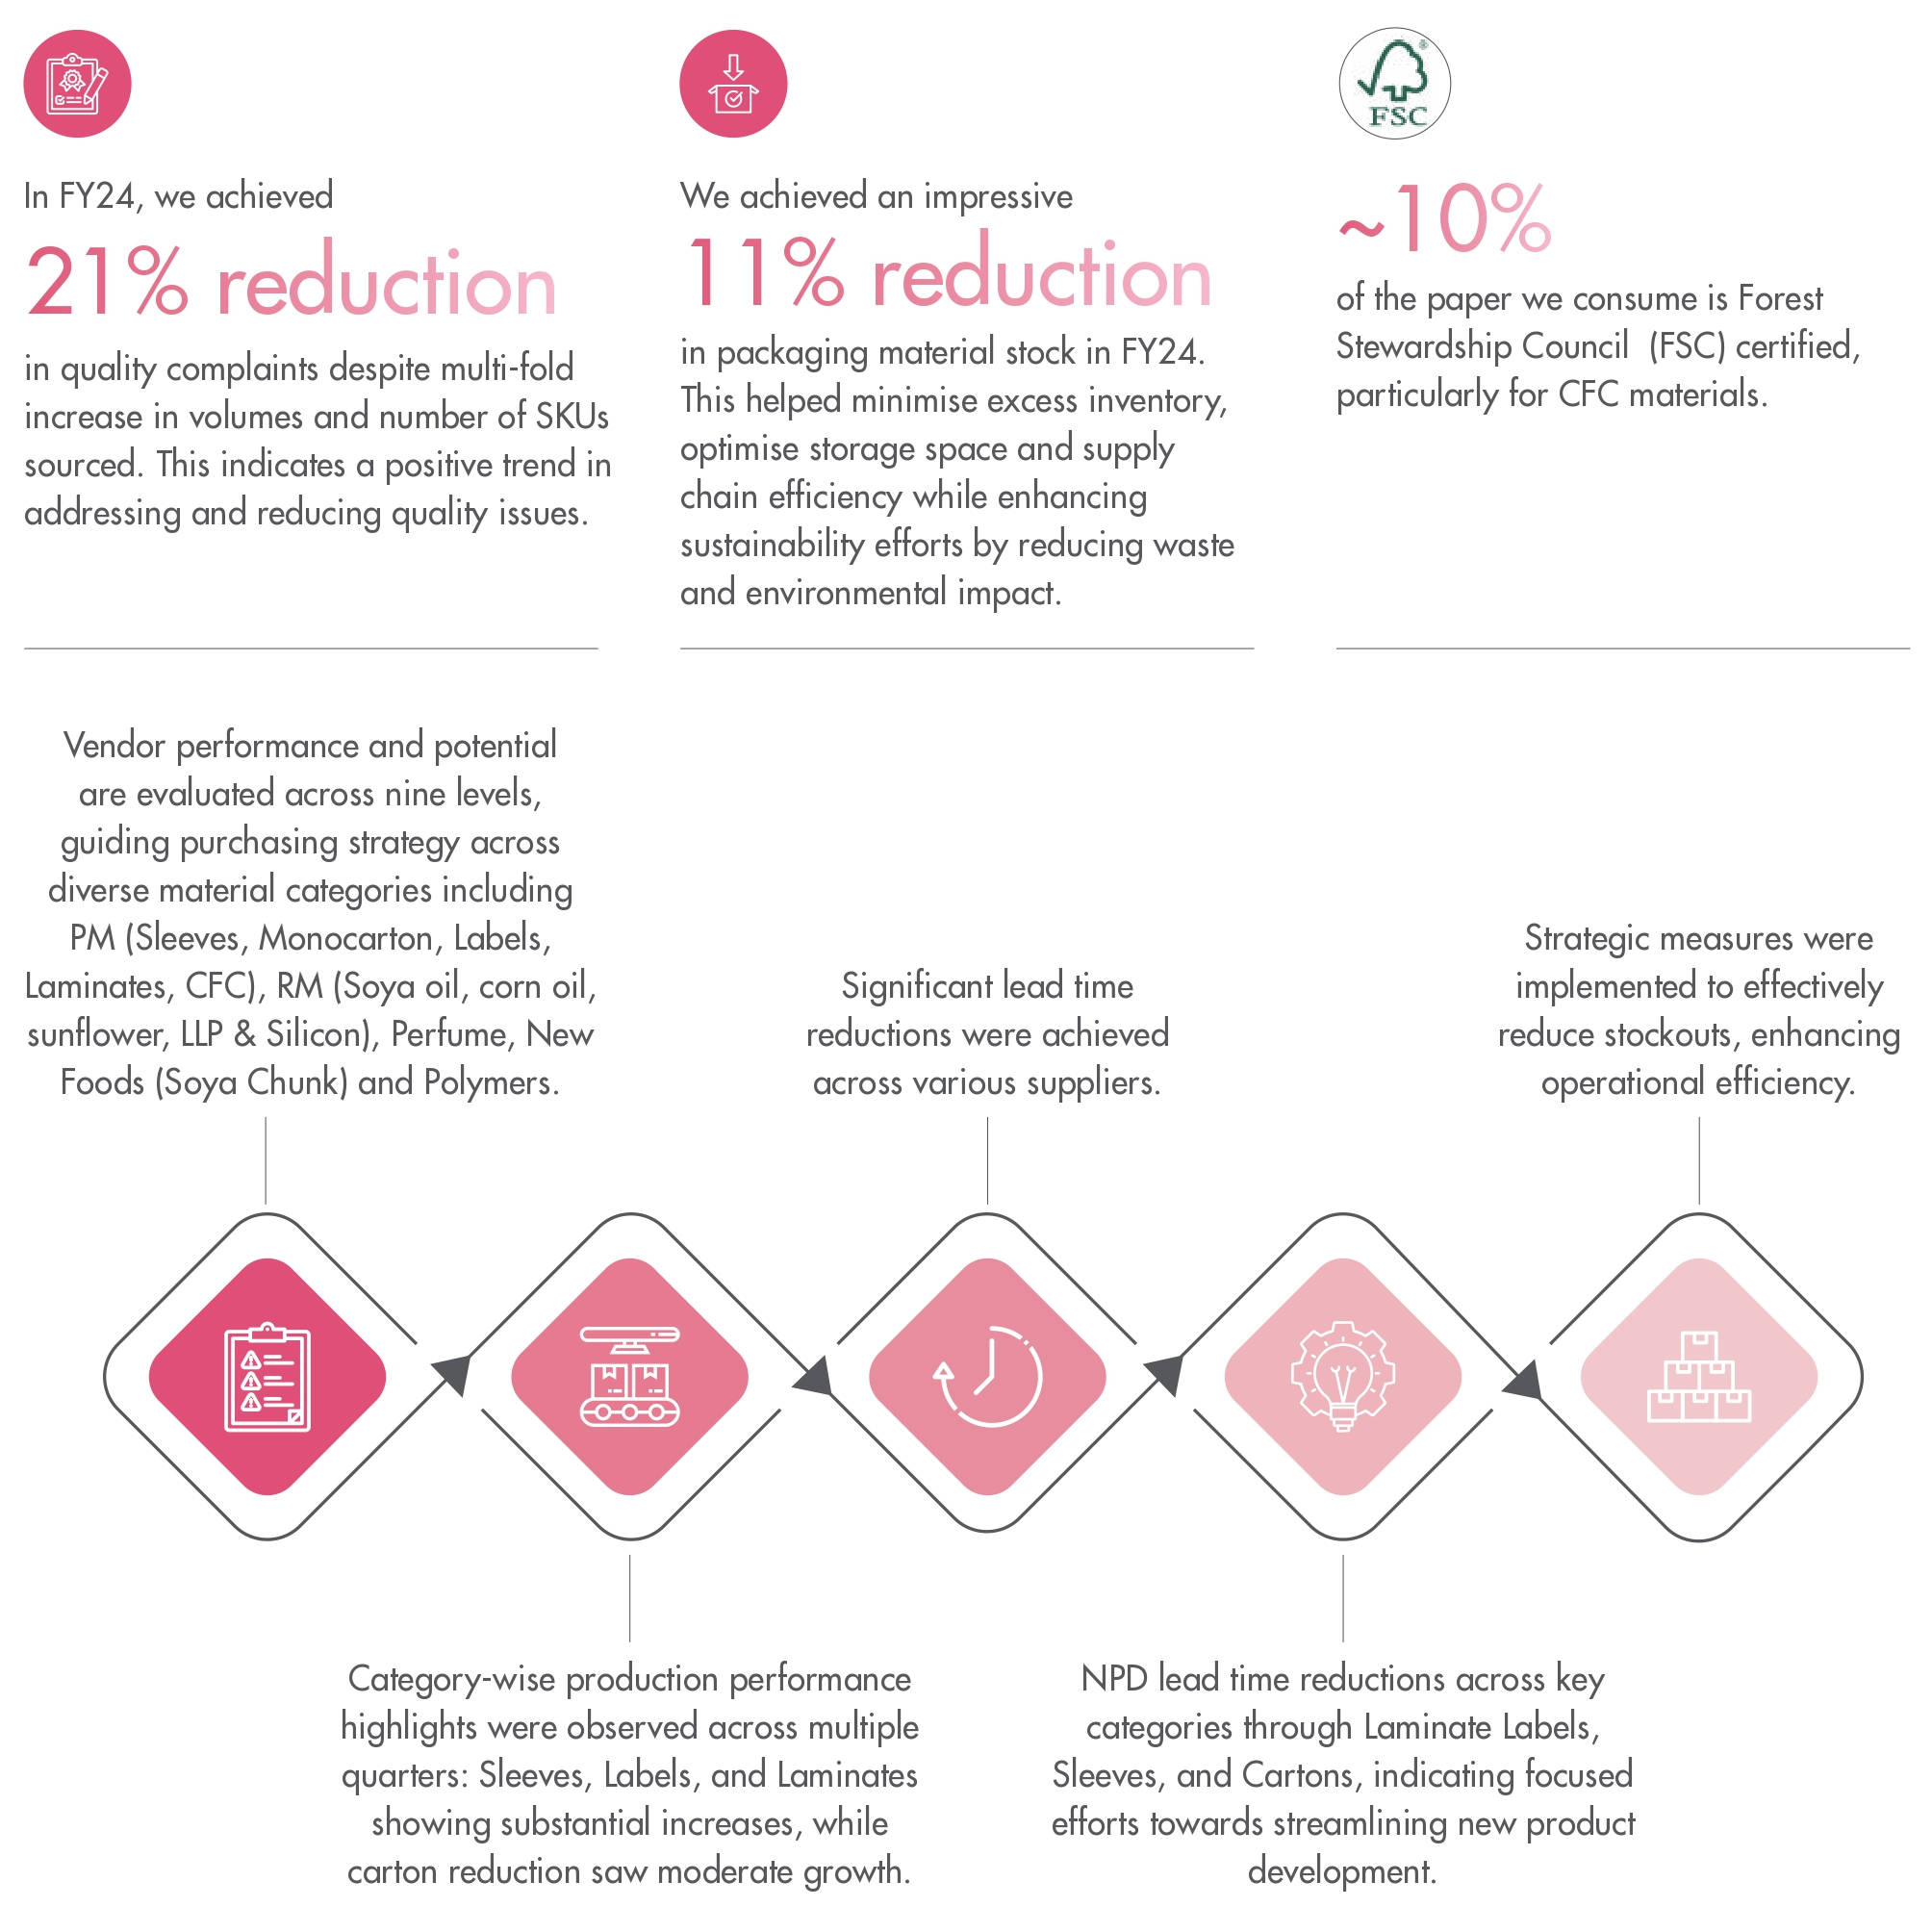 In FY24, we achieved
21% reduction
in quality complaints despite multi-fold
increase in volumes and number of SKUs
sourced. This indicates a positive trend in
addressing and reducing quality issues.
We achieved an impressive
11% reduction
in packaging material stock in FY24.
This helped minimise excess inventory,
optimise storage space and supply
chain efficiency while enhancing
sustainability efforts by reducing waste
and environmental impact.
®
FSC
~10%
of the paper we consume is Forest
Stewardship Council (FSC) certified,
particularly for CFC materials.
Vendor performance and potential
are evaluated across nine levels,
guiding purchasing strategy across
diverse material categories including
PM (Sleeves, Monocarton, Labels,
Laminates, CFC), RM (Soya oil, corn oil,
sunflower, LLP & Silicon), Perfume, New
Foods (Soya Chunk) and Polymers.
Significant lead time
reductions were achieved
across various suppliers.
Strategic measures were
implemented to effectively
reduce stockouts, enhancing
operational efficiency.
Category-wise production performance
highlights were observed across multiple
quarters: Sleeves, Labels, and Laminates
showing substantial increases, while
carton reduction saw moderate growth.
NPD lead time reductions across key
categories through Laminate Labels,
Sleeves, and Cartons, indicating focused
efforts towards streamlining new product
development.